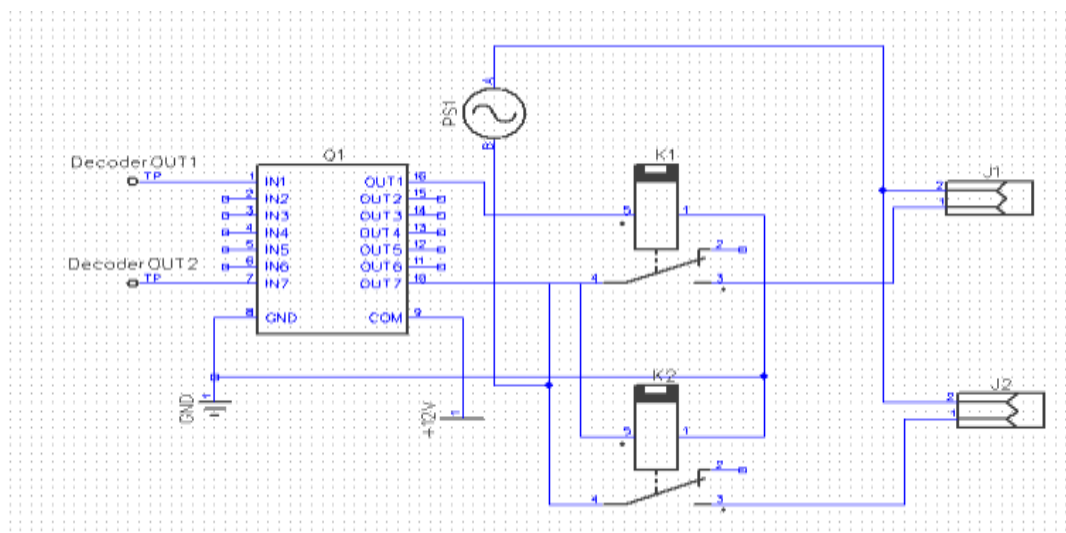 A
PS1
B
Decoder OUT1
TP
Q1
K1
J1
1 IN1 OUT1 16
2 IN2 OUT2 15
3 IN3 OUT3 14
4 IN4 OUT4 13
5 IN5 OUT5 12
6 IN6 OUT6 11
7 IN7 OUT7 10
8 GND COM 9
Decoder OUT2
TP
5 1
2
4 3
2
1
GND 1
+12V 1
K2
J2
5 1
2
4 3
2
1